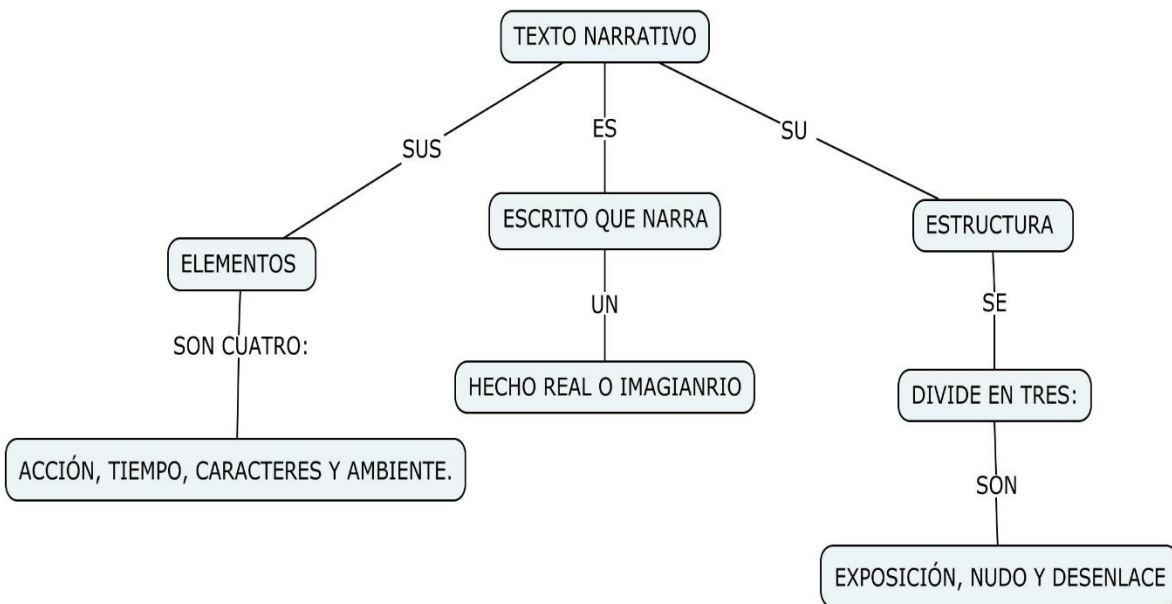 TEXTO NARRATIVO
SUS
ES
SU
ESCRITO QUE NARRA
ESTRUCTURA
ELEMENTOS
UN
SE
SON CUATRO:
HECHO REAL O IMAGIANRIO
DIVIDE EN TRES:
ACCIÓN, TIEMPO, CARACTERES Y AMBIENTE.
SON
EXPOSICIÓN, NUDO Y DESENLACE